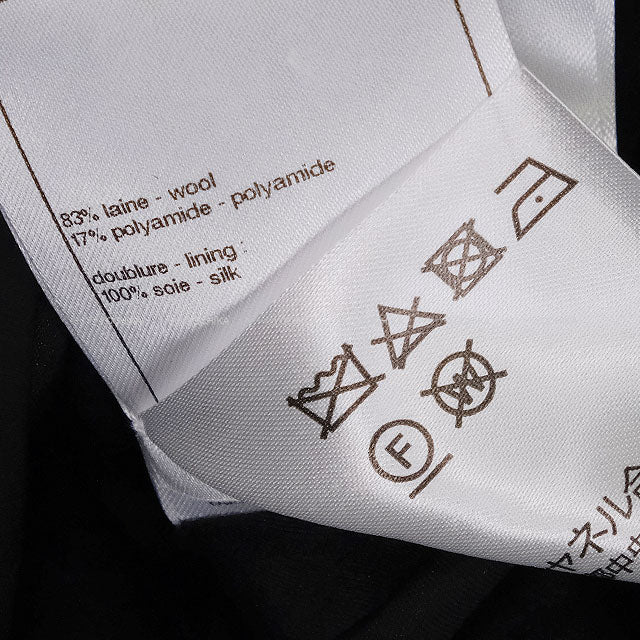 83% laine - wool
17% polyamide - polyamide
doublure - lining :
100% soie - silk
W
F